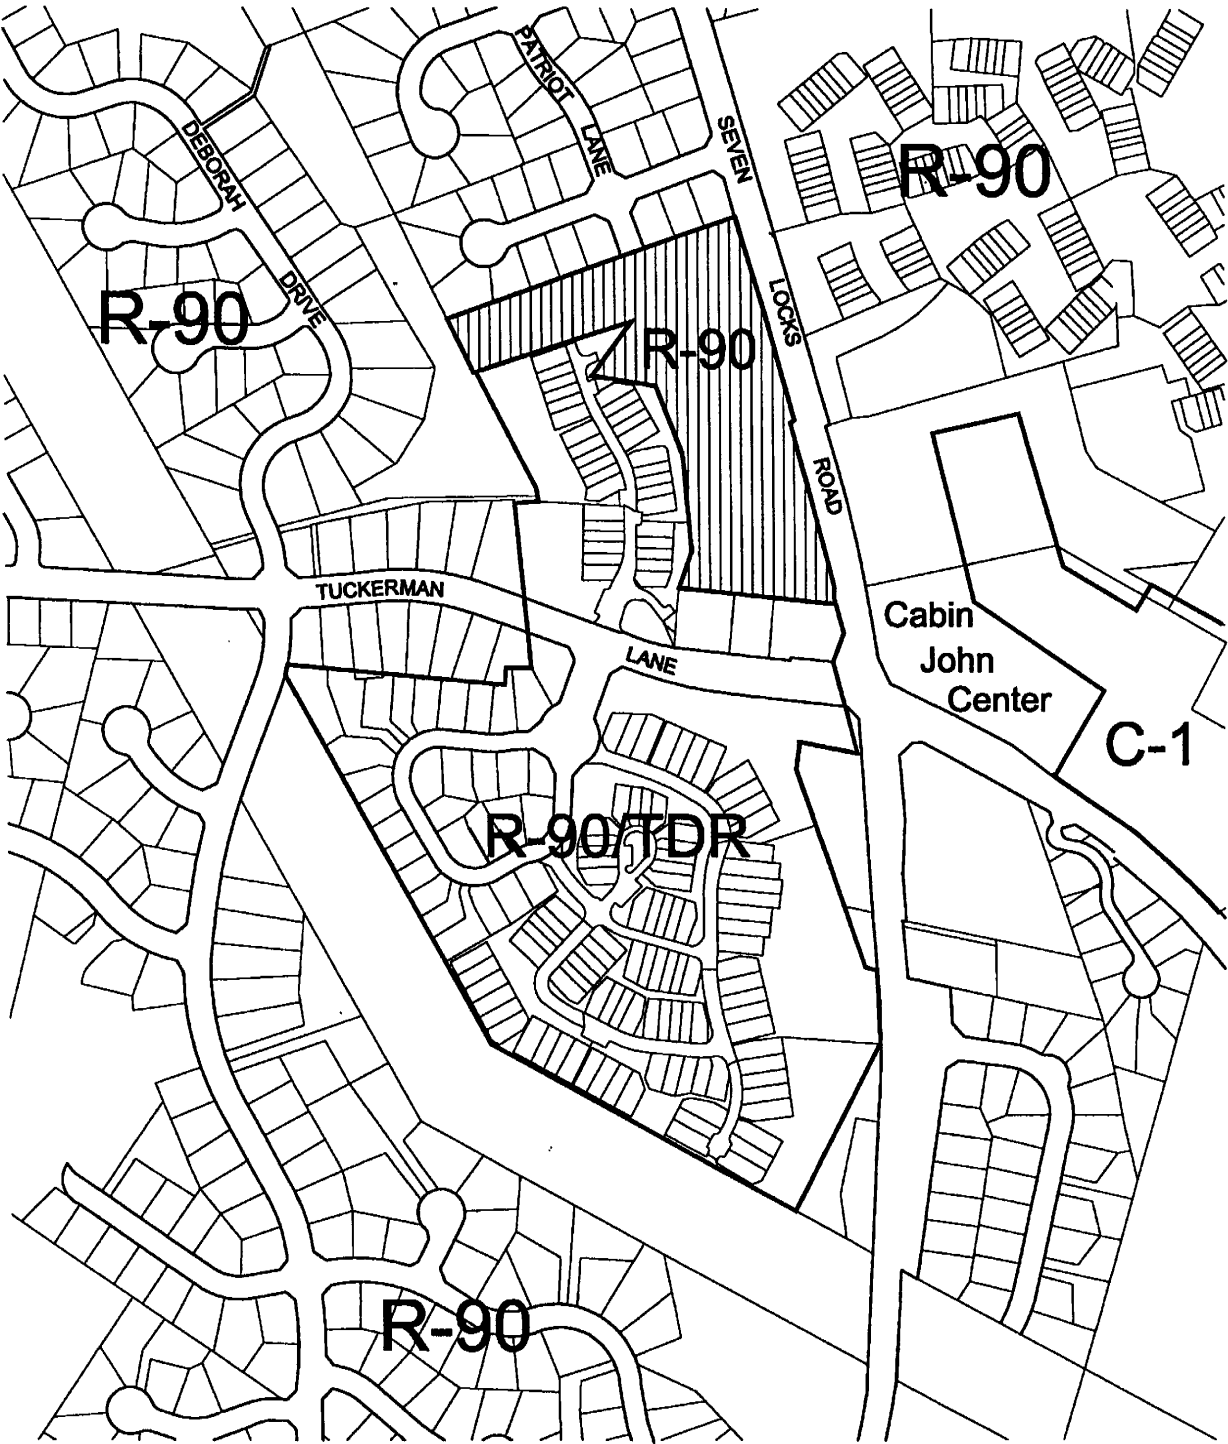 PATRIOT
LANE
SEVEN
DEBORAH
R-90
DRIVE
R-90
LOCKS
R-90
ROAD
TUCKERMAN
Cabin
John
Center
LANE
C-1
R-90/TDR
R-90